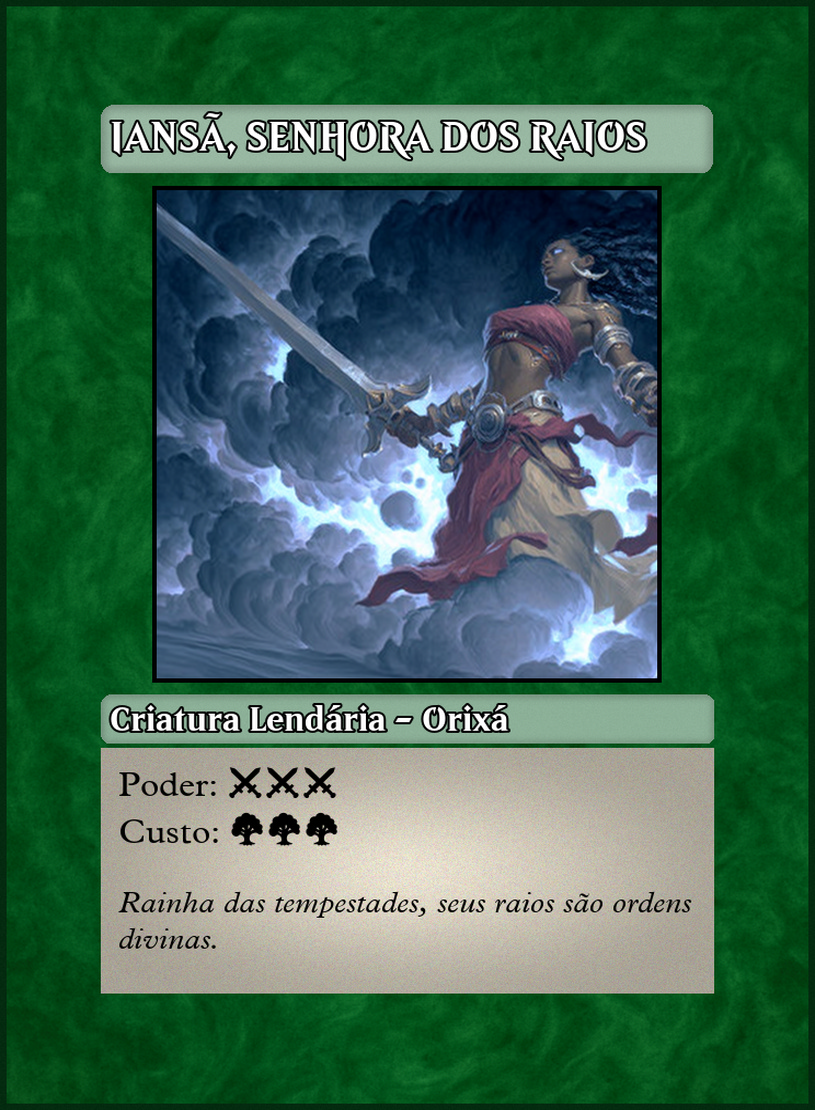 IANSÃ, SENHORA DOS RAIOS
Criatura Lendária – Orixá
Poder:
Custo:
Rainha das tempestades, seus raios são ordens
divinas.